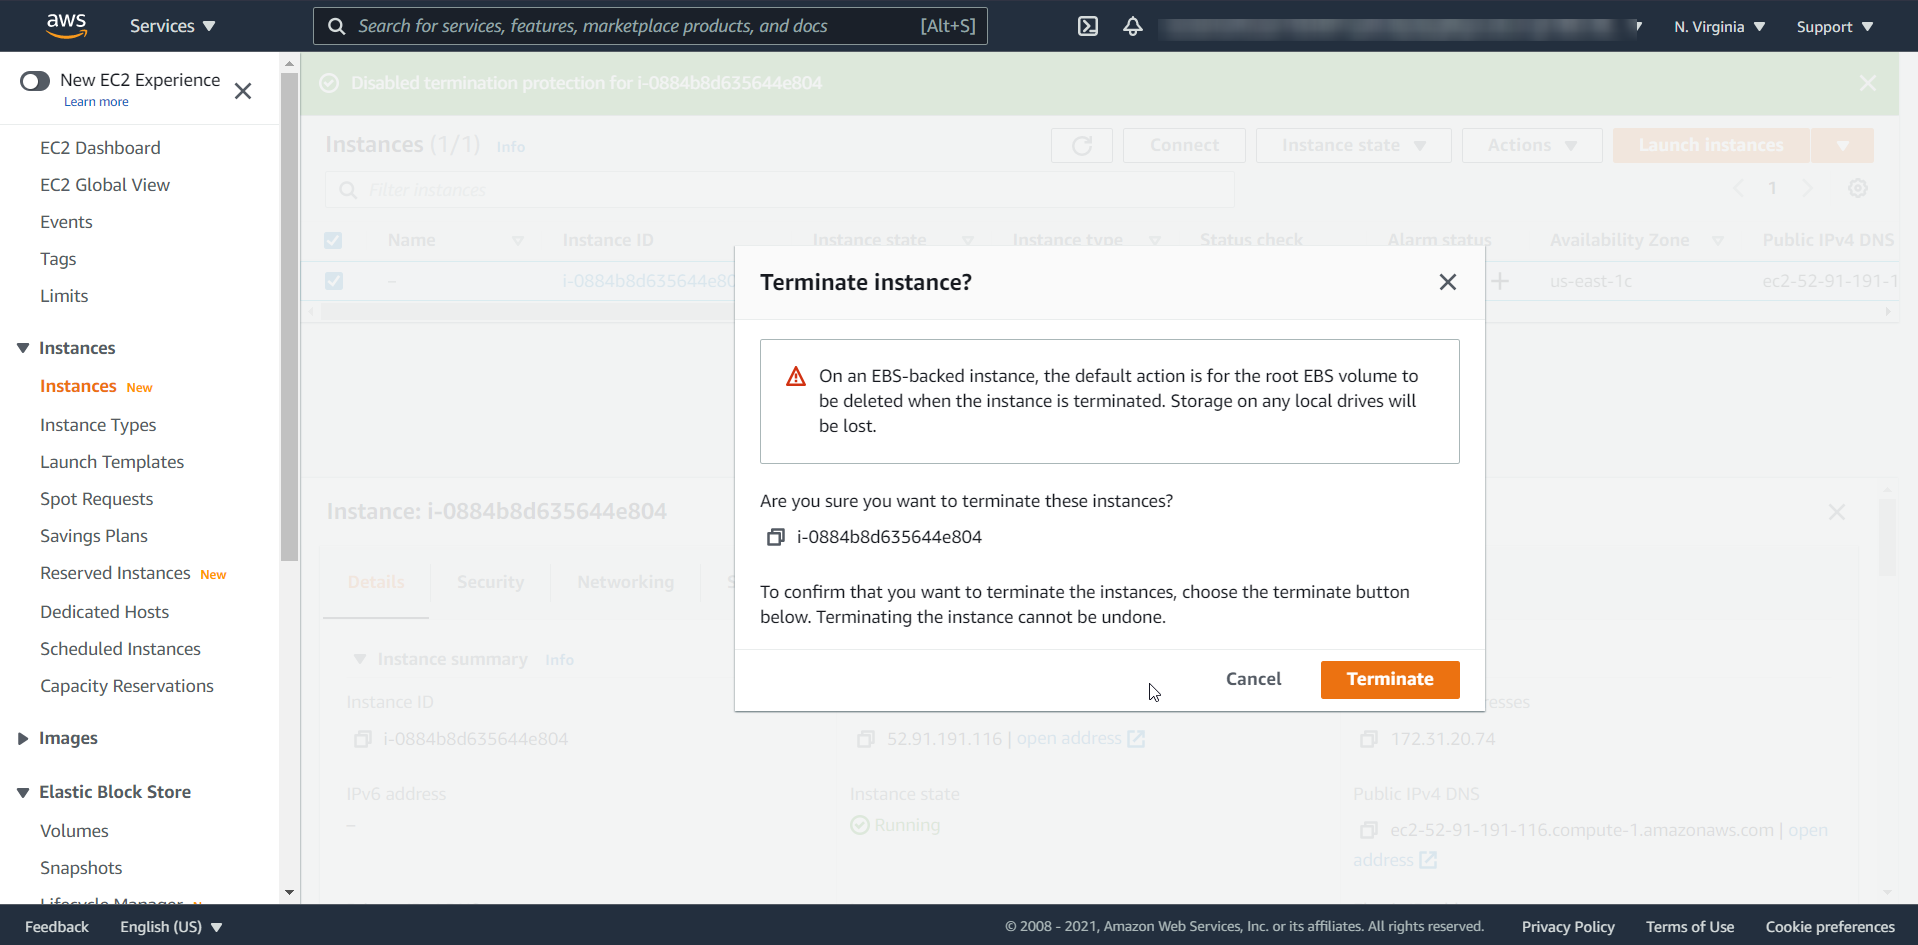 aws
Services
Search for services, features, marketplace products, and docs
[Alt+S]
N. Virginia
Support
New EC2 Experience
Learn more
EC2 Dashboard
EC2 Global View
Events
Tags
Limits
Instances
Instances New
Instance Types
Launch Templates
Spot Requests
Savings Plans
Reserved Instances New
Dedicated Hosts
Scheduled Instances
Capacity Reservations
Images
Elastic Block Store
Volumes
Snapshots
Lifecycle Manager
Disabled termination protection for i-0884b8d635644e804
Instances (1/1) Info
Connect
Instance state
Actions
Launch instances
Filter instances
1
Name
Instance ID
Instance state
Instance type
Status check
Alarm status
Availability Zone
Public IPv4 DNS
–
i-0884b8d635644e80
us-east-1c
ec2-52-91-191-1
Terminate instance?
On an EBS-backed instance, the default action is for the root EBS volume to
be deleted when the instance is terminated. Storage on any local drives will
be lost.
Are you sure you want to terminate these instances?
i-0884b8d635644e804
To confirm that you want to terminate the instances, choose the terminate button
below. Terminating the instance cannot be undone.
Cancel
Terminate
Instance: i-0884b8d635644e804
Details
Security
Networking
S
Instance summary Info
Instance ID
i-0884b8d635644e804
IPv6 address
–
52.91.191.116 | open address
Instance state
Running
resses
172.31.20.74
Public IPv4 DNS
ec2-52-91-191-116.compute-1.amazonaws.com | open
address
Feedback
English (US)
© 2008 - 2021, Amazon Web Services, Inc. or its affiliates. All rights reserved.
Privacy Policy
Terms of Use
Cookie preferences